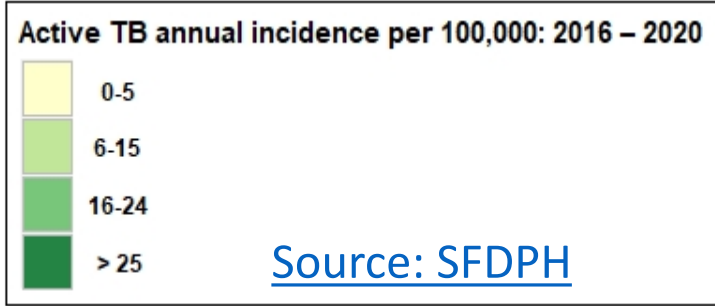 Active TB annual incidence per 100,000: 2016 – 2020
0-5
6-15
16-24
> 25
Source: SFDPH